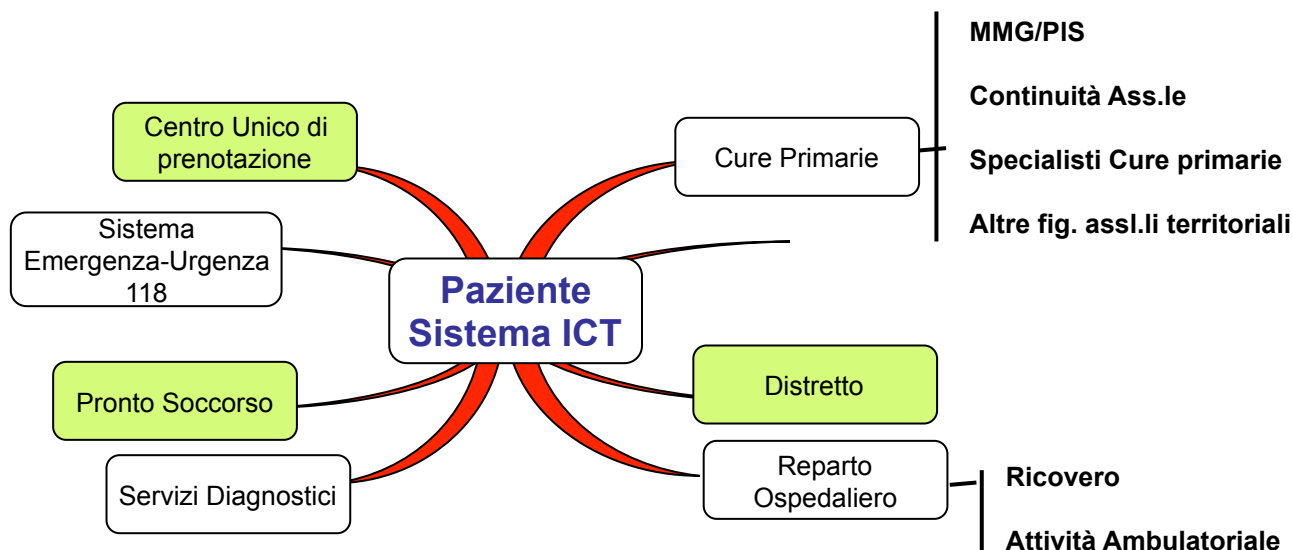 MMG/PIS
Continuità Ass.le
Specialisti Cure primarie
Altre fig. assl.li territoriali
Centro Unico di
prenotazione
Cure Primarie
Sistema
Emergenza-Urgenza
118
Paziente
Sistema ICT
Pronto Soccorso
Distretto
Servizi Diagnostici
Reparto
Ospedaliero
Ricovero
Attività Ambulatoriale